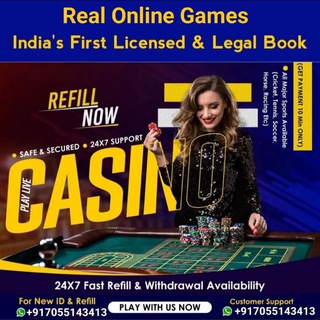 Real Online Games
India's First Licensed & Legal Book
REFILL
NOW
• SAFE & SECURED • 24X7 SUPPORT
PLAY LIVE
CASINO
(GET PAYMENT 10 Min ONLY)
• All Major Sports Available
(Cricket, Tennis, Soccer,
Horse, Racing Etc)
24X7 Fast Refill & Withdrawal Availability
For New ID & Refill
+917055143413
PLAY WITH US NOW
Customer Support
+917055143413